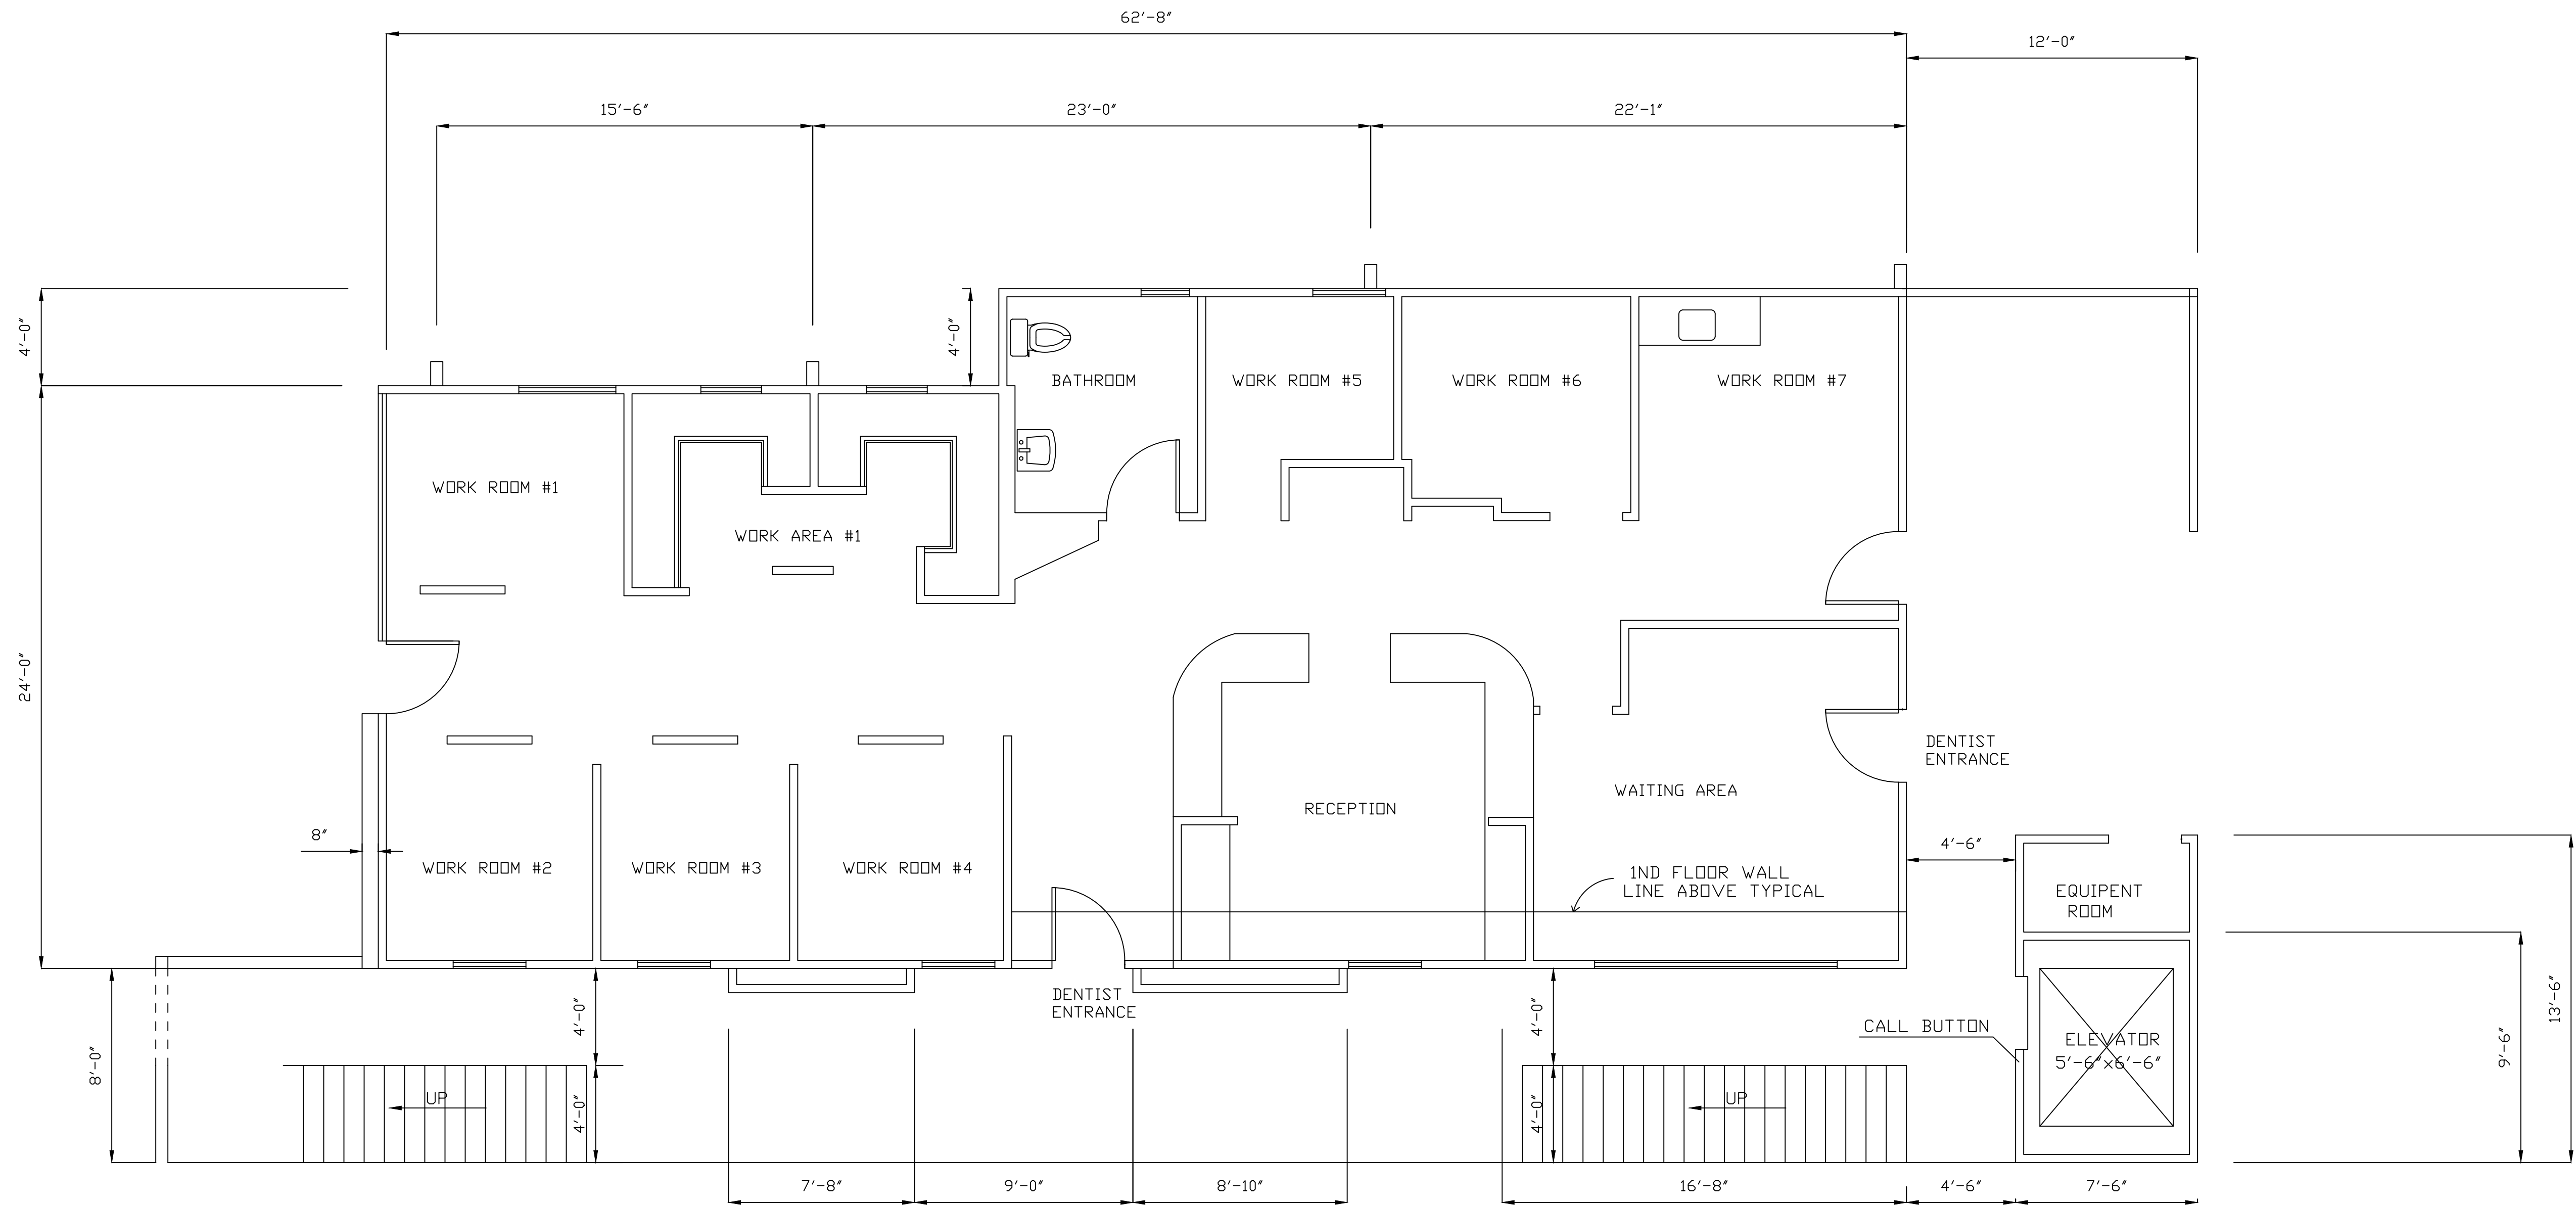 62'-8"
12'-0"
15'-6"
23'-0"
22'-1"
4'-0"
4'-0"
BATHROOM
WORK ROOM #5
WORK ROOM #6
WORK ROOM #7
WORK ROOM #1
WORK AREA #1
24'-0"
DENTIST
ENTRANCE
WAITING AREA
RECEPTION
8"
4'-6"
WORK ROOM #2
WORK ROOM #3
WORK ROOM #4
1ND FLOOR WALL
LINE ABOVE TYPICAL
EQUIPENT
ROOM
DENTIST
ENTRANCE
4'-0"
4'-0"
13'-6"
CALL BUTTON
ELEVATOR
5'-6"x6'-6"
9'-6"
8'-0"
UP
4'-0"
4'-0"
UP
7'-8"
9'-0"
8'-10"
16'-8"
4'-6"
7'-6"